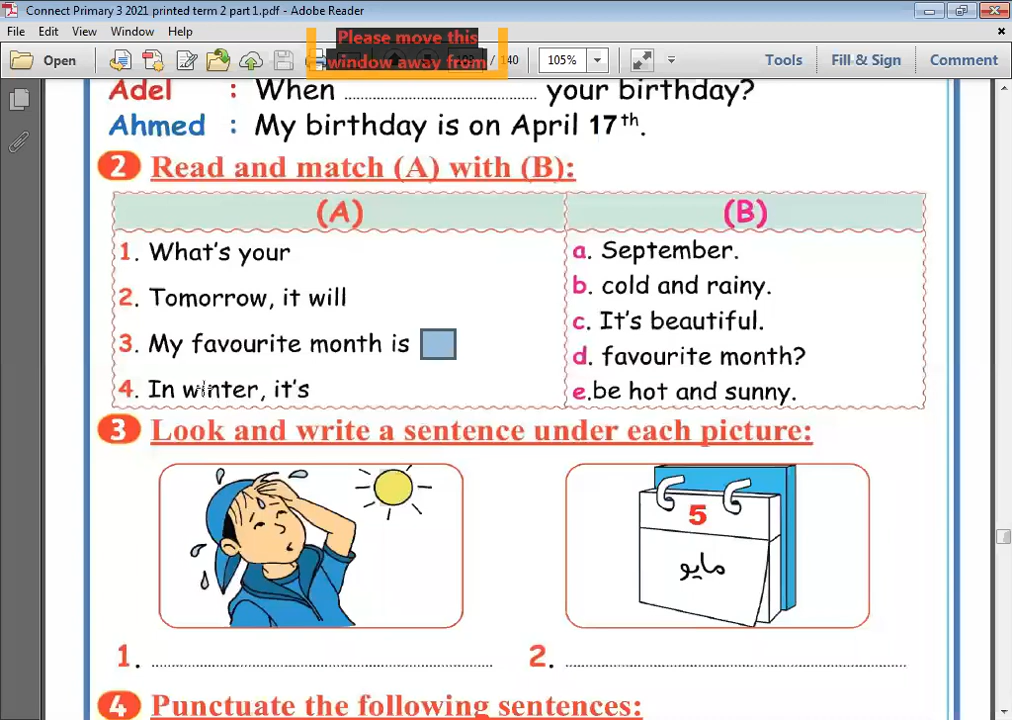 Connect Primary 3 2021 printed term 2 part 1.pdf - Adobe Reader
File Edit View Window Help
Please move this
window away from
Open / 140 105% Tools Fill & Sign Comment
Adel : When ........................ your birthday?
Ahmed : My birthday is on April 17th.
2 Read and match (A) with (B):
(A) (B)
1. What's your a. September.
2. Tomorrow, it will b. cold and rainy.
3. My favourite month is c. It's beautiful.
4. In winter, it's d. favourite month?
e.be hot and sunny.
3 Look and write a sentence under each picture:
5
مايو
1. ........................ 2. ........................
4 Punctuate the following sentences: